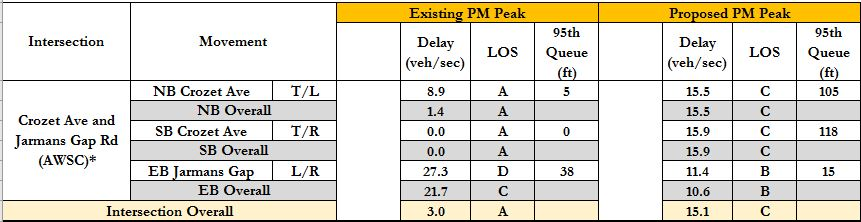 Existing PM Peak Proposed PM Peak
Intersection Movement Delay (veh/sec) LOS 95th Queue (ft) Delay (veh/sec) LOS 95th Queue (ft)
Crozet Ave and Jarmans Gap Rd (AWSC)*
NB Crozet Ave T/L 8.9 A 5 15.5 C 105
NB Overall 1.4 A 15.5 C
SB Crozet Ave T/R 0.0 A 0 15.9 C 118
SB Overall 0.0 A 15.9 C
EB Jarmans Gap L/R 27.3 D 38 11.4 B 15
EB Overall 21.7 C 10.6 B
Intersection Overall 3.0 A 15.1 C